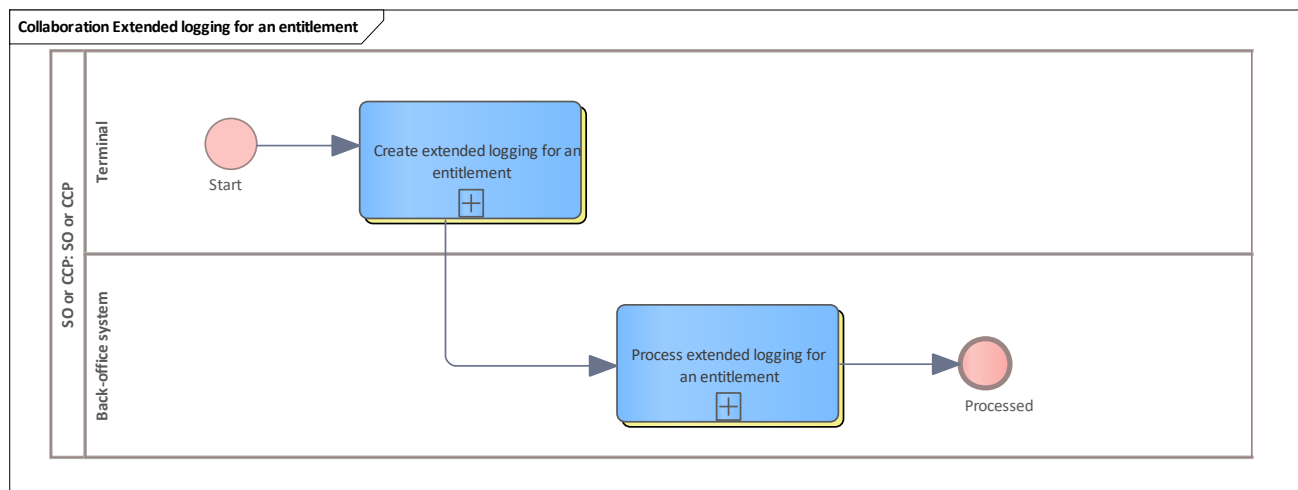 Collaboration Extended logging for an entitlement
SO or CCP: SO or CCP
Terminal
Start
Create extended logging for an
entitlement
Back-office system
Process extended logging for
an entitlement
Processed